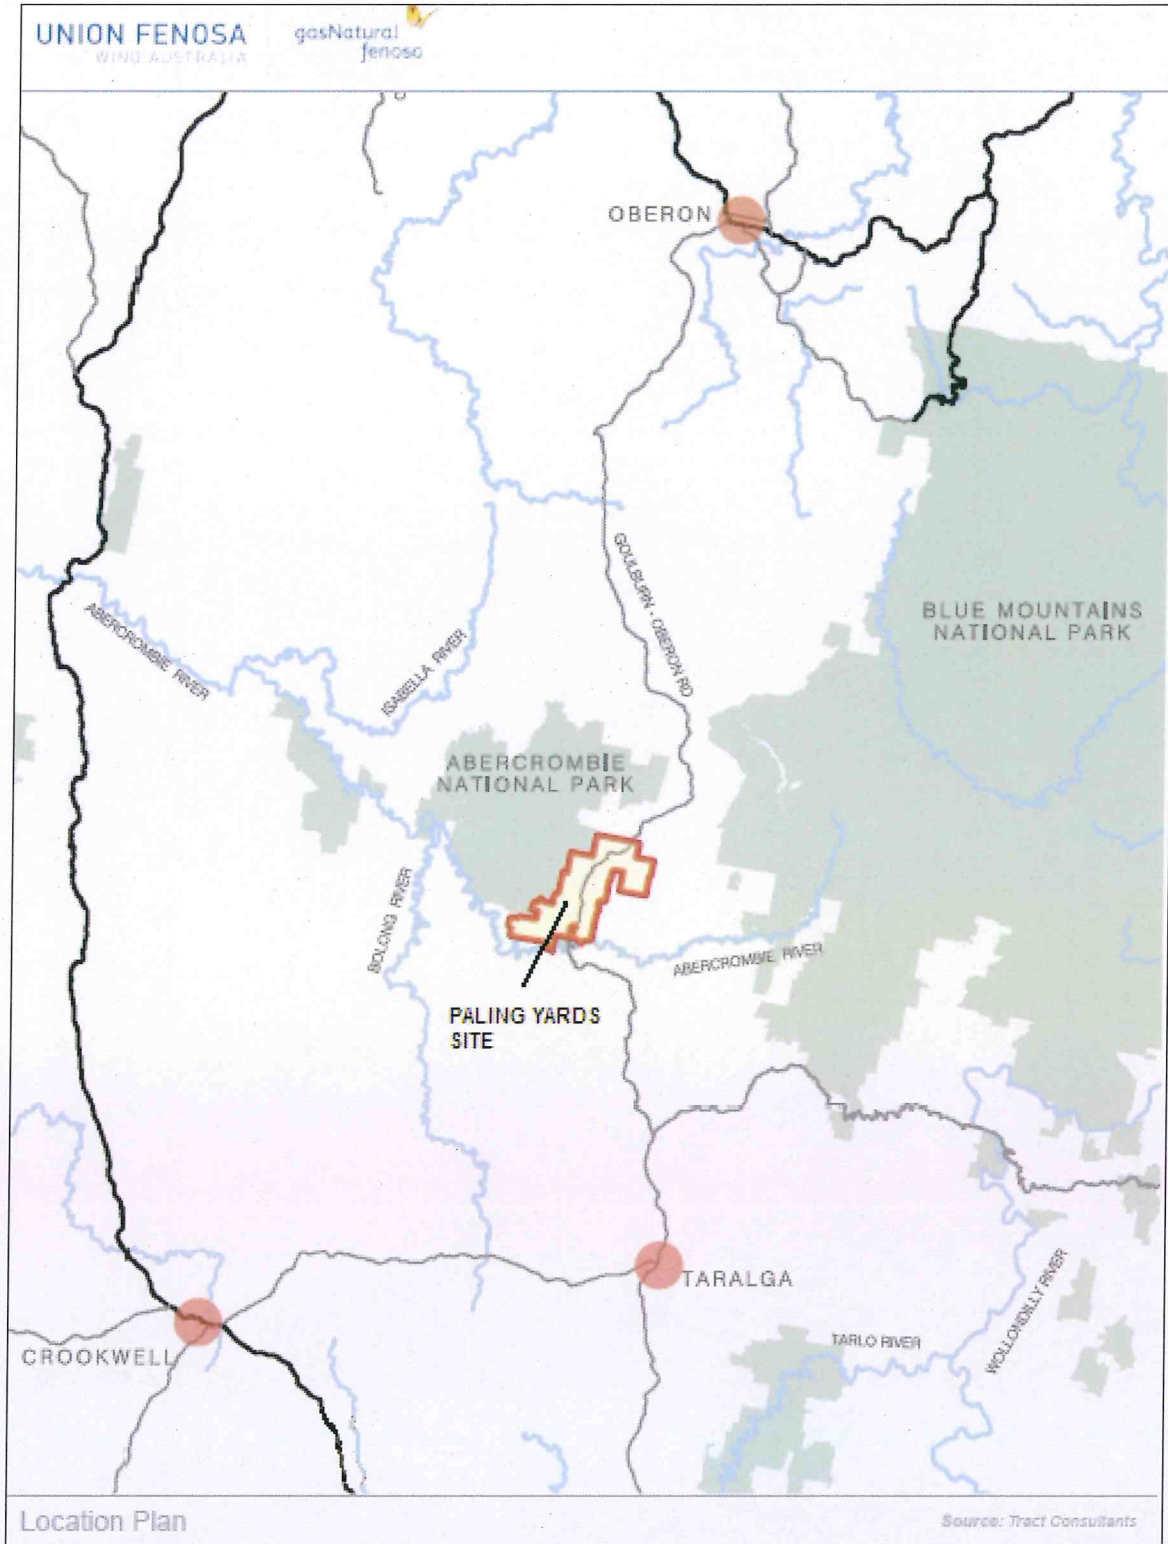 UNION FENOSA
WIND AUSTRALIA
gasNatural
fenosa
OBERON
GOULBURN - OBERON RD
BLUE MOUNTAINS
NATIONAL PARK
ABERCROMBIE RIVER
ISABELLA RIVER
ABERCROMBIE
NATIONAL PARK
BOLONG RIVER
ABERCROMBIE RIVER
PALING YARDS
SITE
TARALGA
WOLLONDILLY RIVER
TARLO RIVER
CROOKWELL
Location Plan
Source: Tract Consultants